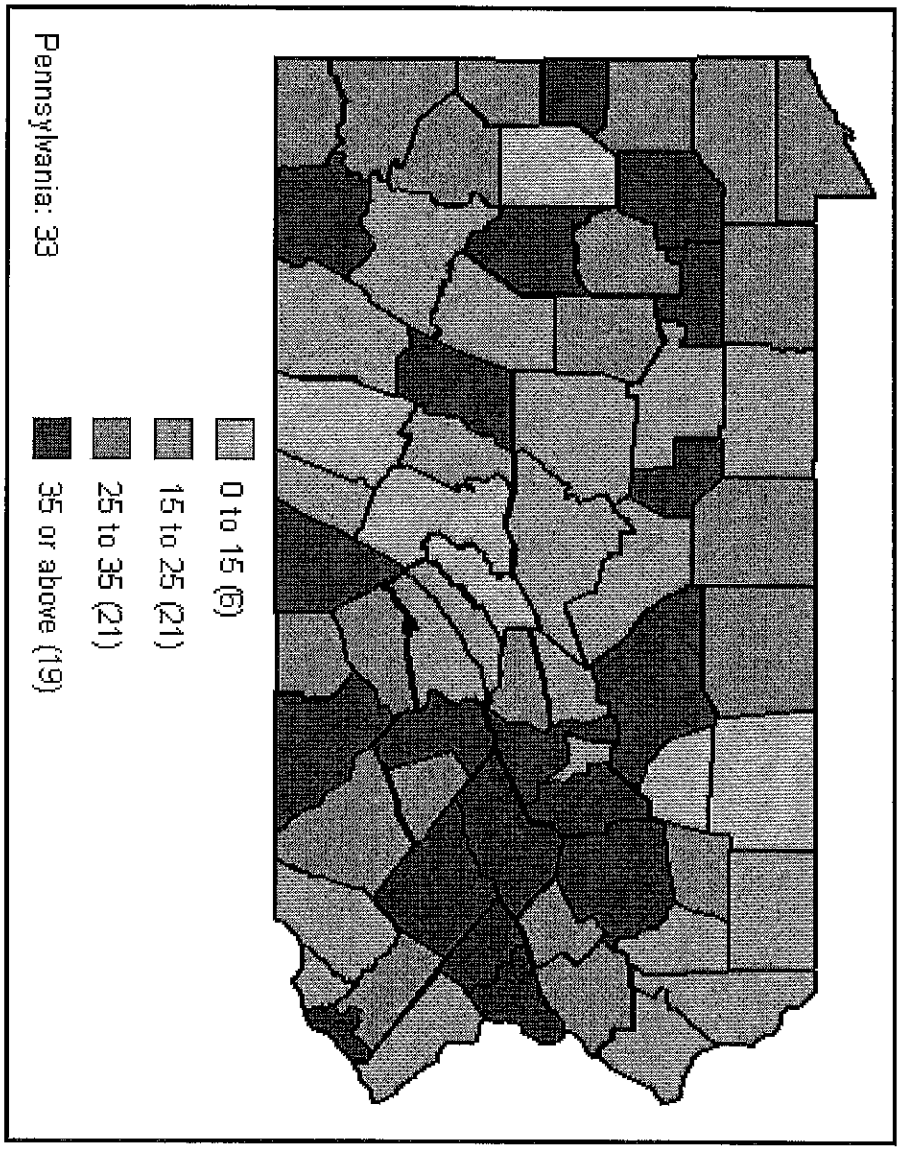 Pennsylvania: 33
0 to 15 (6)
15 to 25 (21)
25 to 35 (21)
35 or above (19)